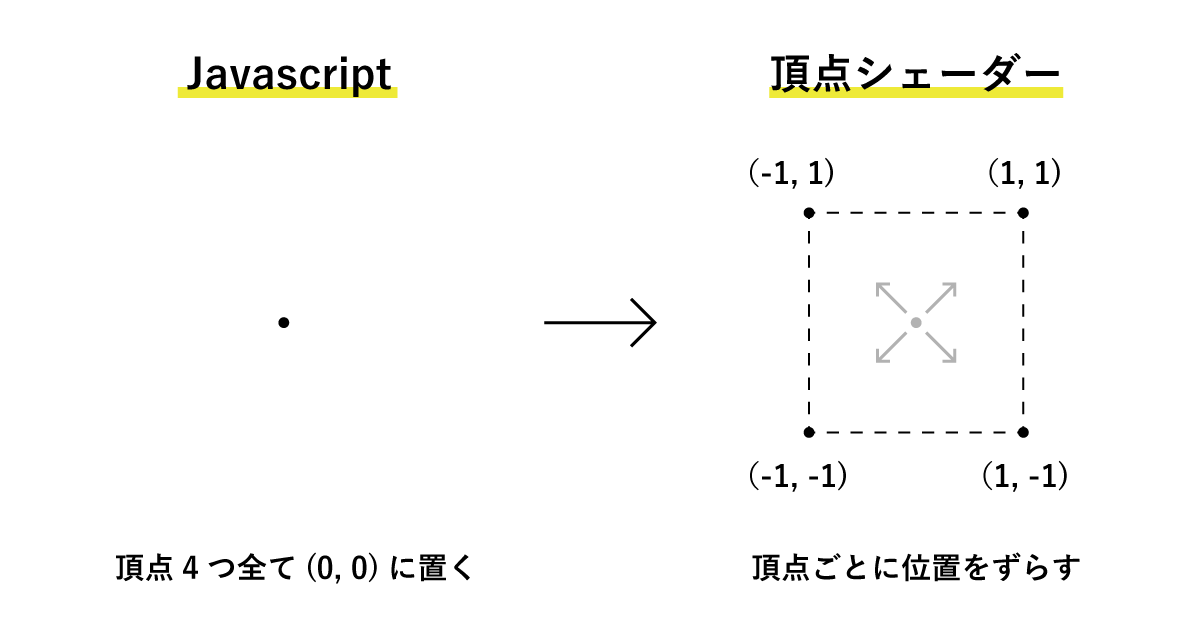 Javascript
頂点シェーダー
(-1, 1)
(1, 1)
(-1, -1)
(1, -1)
頂点 4 つ全て (0, 0) に置く
頂点ごとに位置をずらす